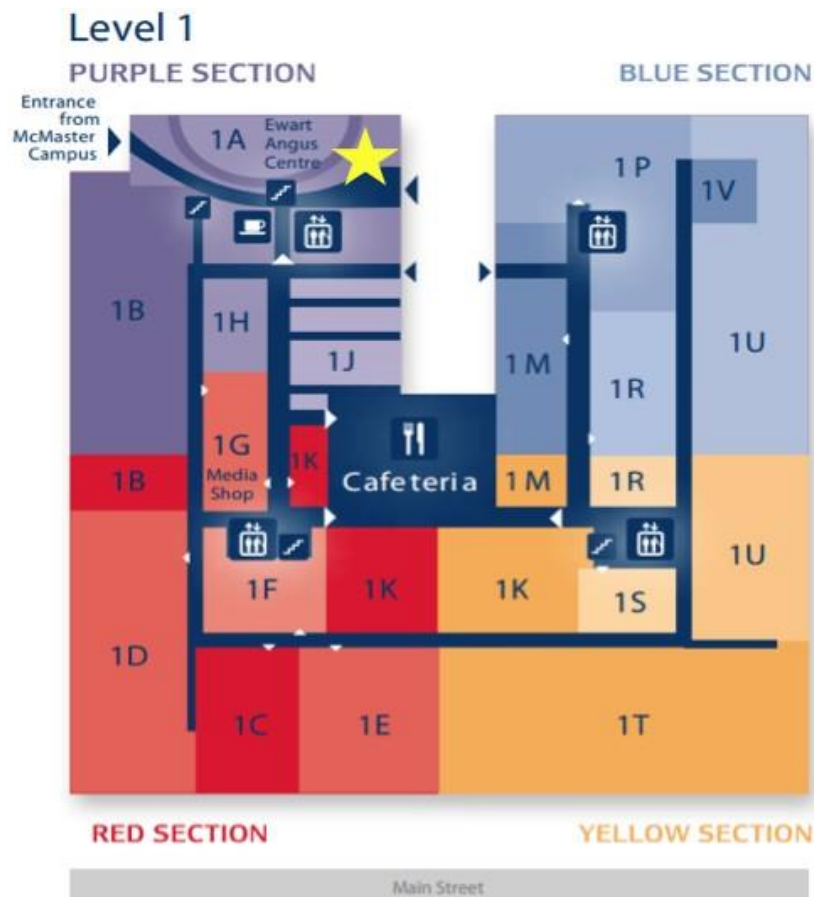 Level 1
PURPLE SECTION
BLUE SECTION
Entrance
from
McMaster
Campus
1A
Ewart
Angus
Centre
1P
1V
1B
1H
1J
1M
1R
1U
1B
1G
Media
Shop
1K
Cafeteria
1M
1R
1U
1F
1K
1K
1S
1D
1C
1E
1T
RED SECTION
YELLOW SECTION
Main Street